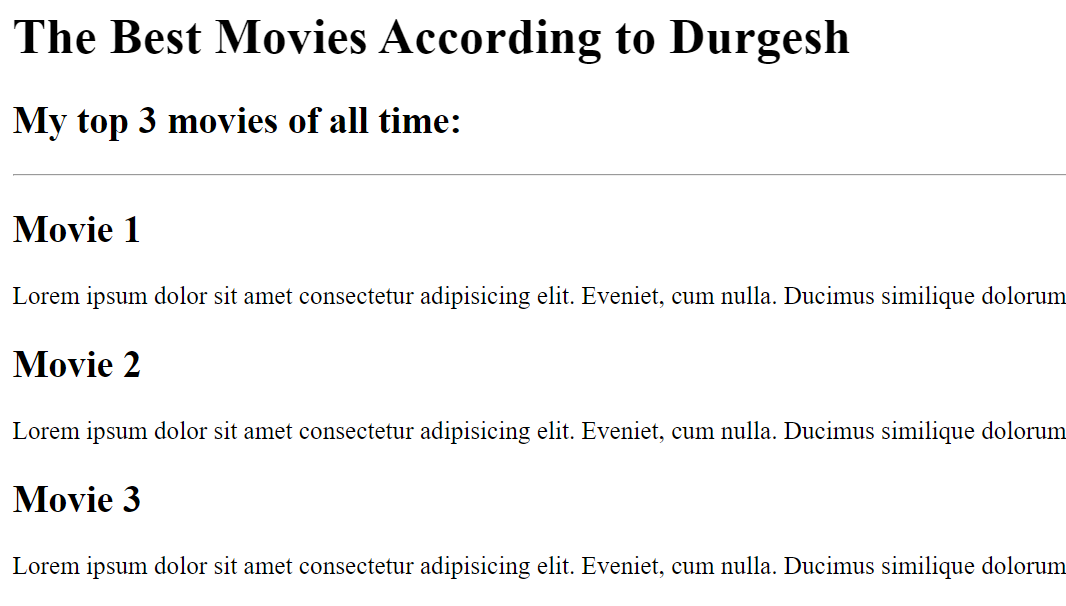 The Best Movies According to Durgesh
My top 3 movies of all time:
Movie 1
Lorem ipsum dolor sit amet consectetur adipisicing elit. Eveniet, cum nulla. Ducimus similique dolorum
Movie 2
Lorem ipsum dolor sit amet consectetur adipisicing elit. Eveniet, cum nulla. Ducimus similique dolorum
Movie 3
Lorem ipsum dolor sit amet consectetur adipisicing elit. Eveniet, cum nulla. Ducimus similique dolorum